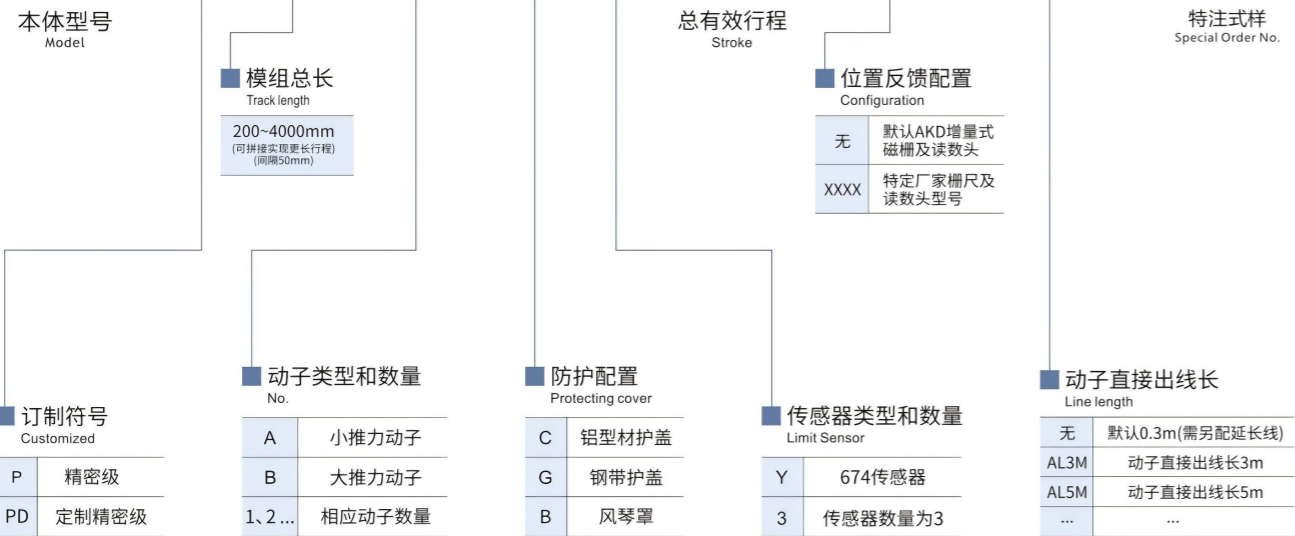 本体型号
Model
总有效行程
Stroke
特注式样
Special Order No.
模组总长
Track length
200~4000mm
(可拼接实现更长行程)
(间隔50mm)
位置反馈配置
Configuration
无 默认AKD增量式
磁栅及读数头
XXXX 特定厂家栅尺及
读数头型号
订制符号
Customized
P 精密级
PD 定制精密级
动子类型和数量
No.
A 小推力动子
B 大推力动子
1、2... 相应动子数量
防护配置
Protecting cover
C 铝型材护盖
G 钢带护盖
B 风琴罩
传感器类型和数量
Limit Sensor
Y 674传感器
3 传感器数量为3
动子直接出线长
Line length
无 默认0.3m(需另配延长线)
AL3M 动子直接出线长3m
AL5M 动子直接出线长5m
... ...